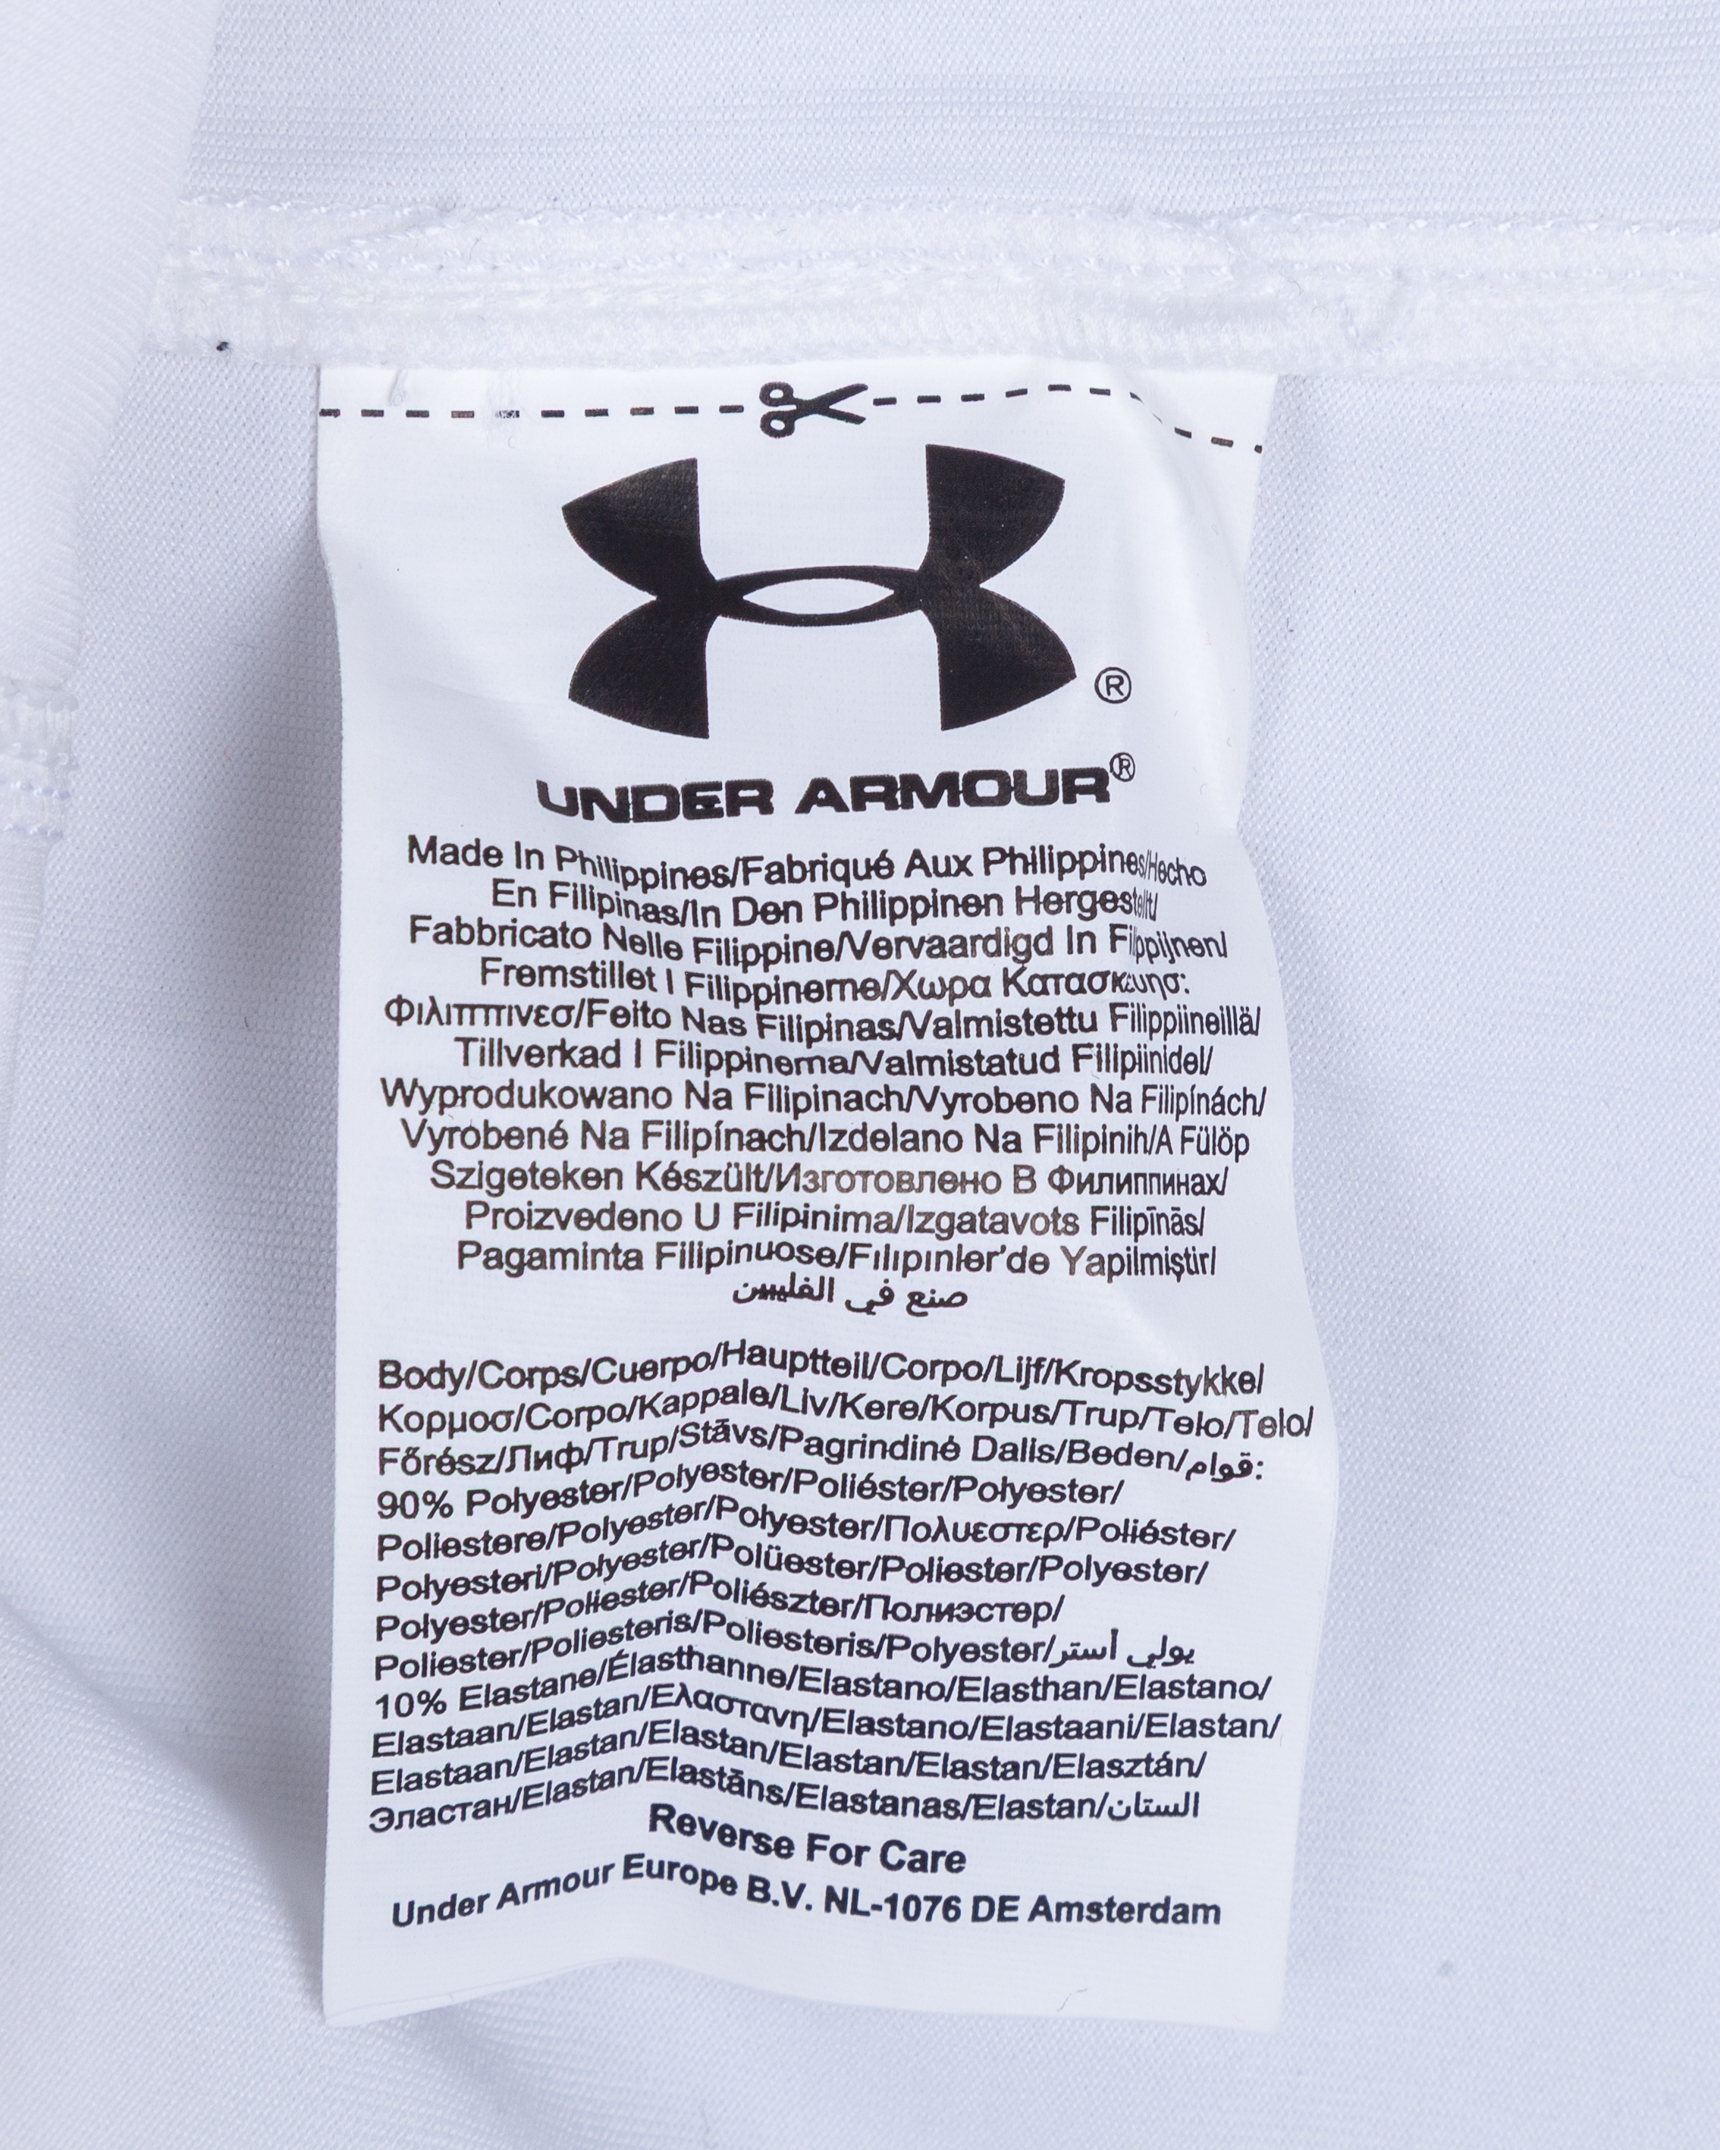 ®
UNDER ARMOUR®
Made In Philippines/Fabriqué Aux Philippines/Hecho
En Filipinas/In Den Philippinen Hergestellt/
Fabbricato Nelle Filippine/Vervaardigd In Filippijnen/
Fremstillet I Filippinerne/Χωρα Κατασκευησ:
Φιλιππινεσ/Feito Nas Filipinas/Valmistettu Filippiineillä/
Tillverkad I Filippinerna/Valmistatud Filipiinidel/
Wyprodukowano Na Filipinach/Vyrobeno Na Filipínách/
Vyrobené Na Filipínach/Izdelano Na Filipinih/A Fülöp
Szigeteken Készült/Изготовлено В Филиппинах/
Proizvedeno U Filipinima/Izgatavots Filipīnās/
Pagaminta Filipinuose/Fılıpınler'de Yapilmiştir/
صنع في الفلبين
Body/Corps/Cuerpo/Hauptteil/Corpo/Lijf/Kropsstykke/
Κορμοσ/Corpo/Kappale/Liv/Kere/Korpus/Trup/Telo/Telo/
Főrész/Лиф/Trup/Stāvs/Pagrindinė Dalis/Beden/قوام:
90% Polyester/Polyester/Poliéster/Polyester/
Poliestere/Polyester/Polyester/Πολυεστερ/Poliéster/
Polyesteri/Polyester/Polüester/Poliester/Polyester/
Polyester/Poliester/Poliészter/Полиэстер/
Poliester/Poliesteris/Poliesteris/Polyester/يولي أستر
10% Elastane/Élasthanne/Elastano/Elasthan/Elastano/
Elastaan/Elastan/Ελαστανη/Elastano/Elastaani/Elastan/
Elastaan/Elastan/Elastan/Elastan/Elastan/Elasztán/
Эластан/Elastan/Elastāns/Elastanas/Elastan/الستان
Reverse For Care
Under Armour Europe B.V. NL-1076 DE Amsterdam